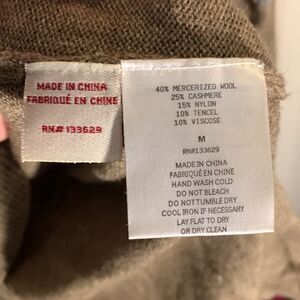 MADE IN CHINA
FABRIQUÉ EN CHINE
RN# 133629
40% MERCERIZED WOOL
25% CASHMERE
15% NYLON
10% TENCEL
10% VISCOSE
M
RN#133629
MADE IN CHINA
FABRIQUÉ EN CHINE
HAND WASH COLD
DO NOT BLEACH
DO NOT TUMBLE DRY
COOL IRON IF NECESSARY
LAY FLAT TO DRY
OR DRY CLEAN